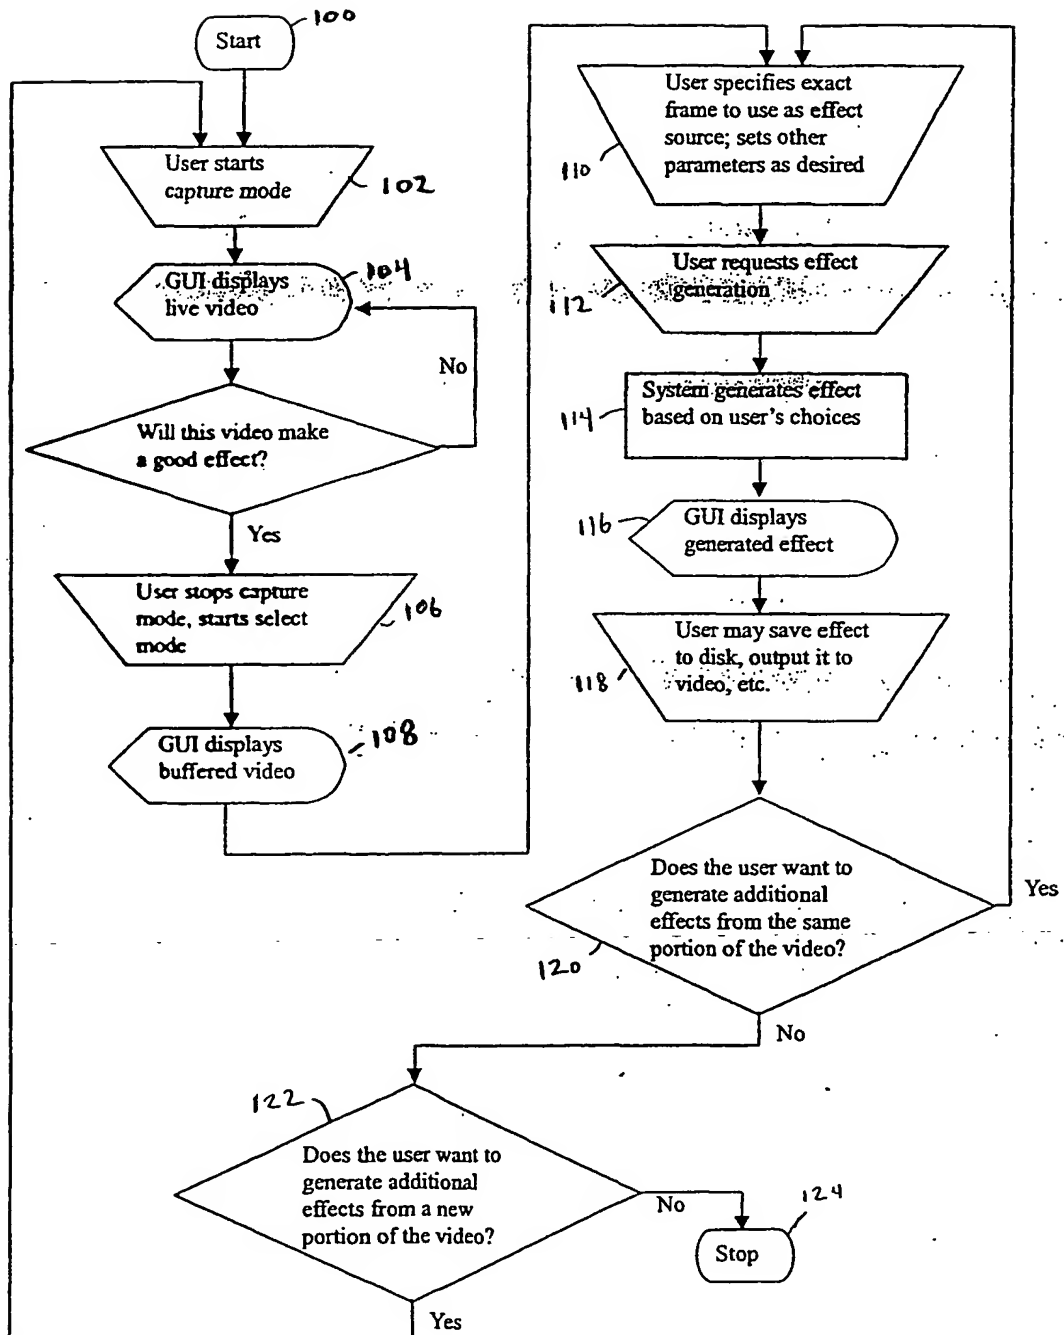 100
Start
User starts
capture mode
102
104
GUI displays
live video
No
Will this video make
a good effect?
Yes
User stops capture
mode, starts select
mode
106
108
GUI displays
buffered video
User specifies exact
frame to use as effect
source; sets other
parameters as desired
110
User requests effect
generation
112
System generates effect
based on user's choices
114
116
GUI displays
generated effect
User may save effect
to disk, output it to
video, etc.
118
Does the user want to
generate additional
effects from the same
portion of the video?
Yes
120
No
122
Does the user want to
generate additional
effects from a new
portion of the video?
No
124
Stop
Yes